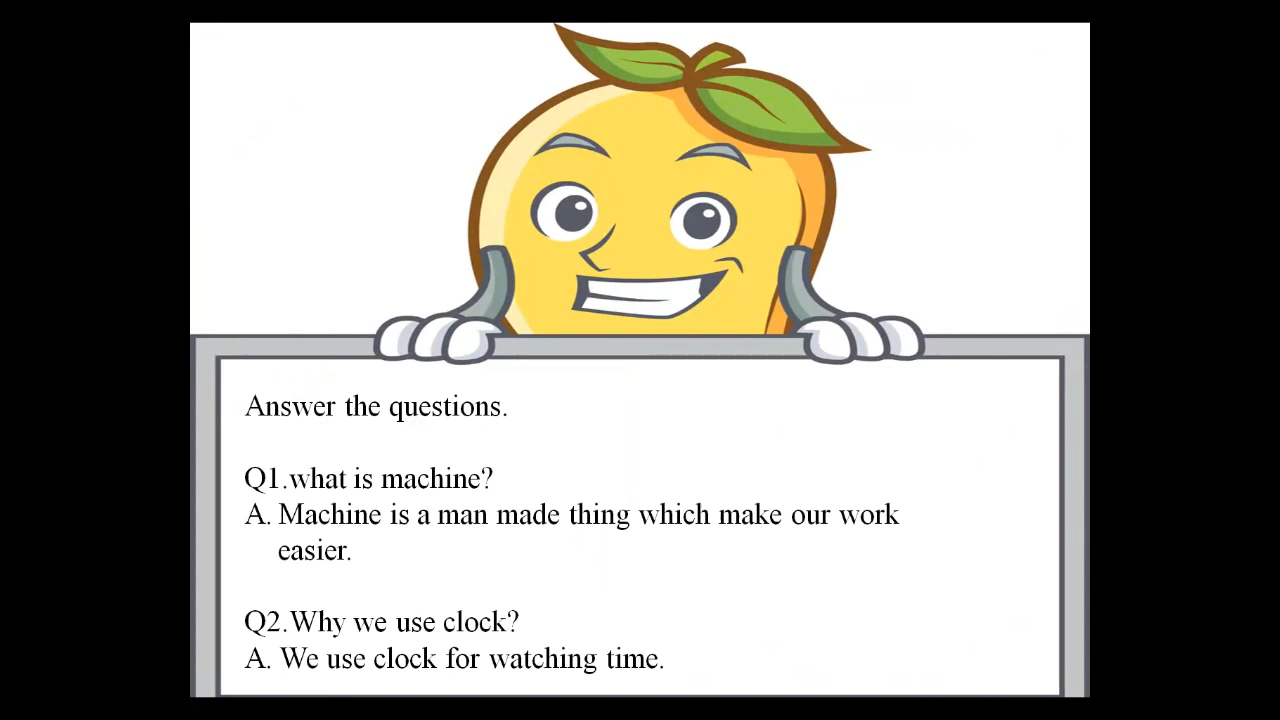 Answer the questions.
Q1.what is machine?
A. Machine is a man made thing which make our work
easier.
Q2.Why we use clock?
A. We use clock for watching time.